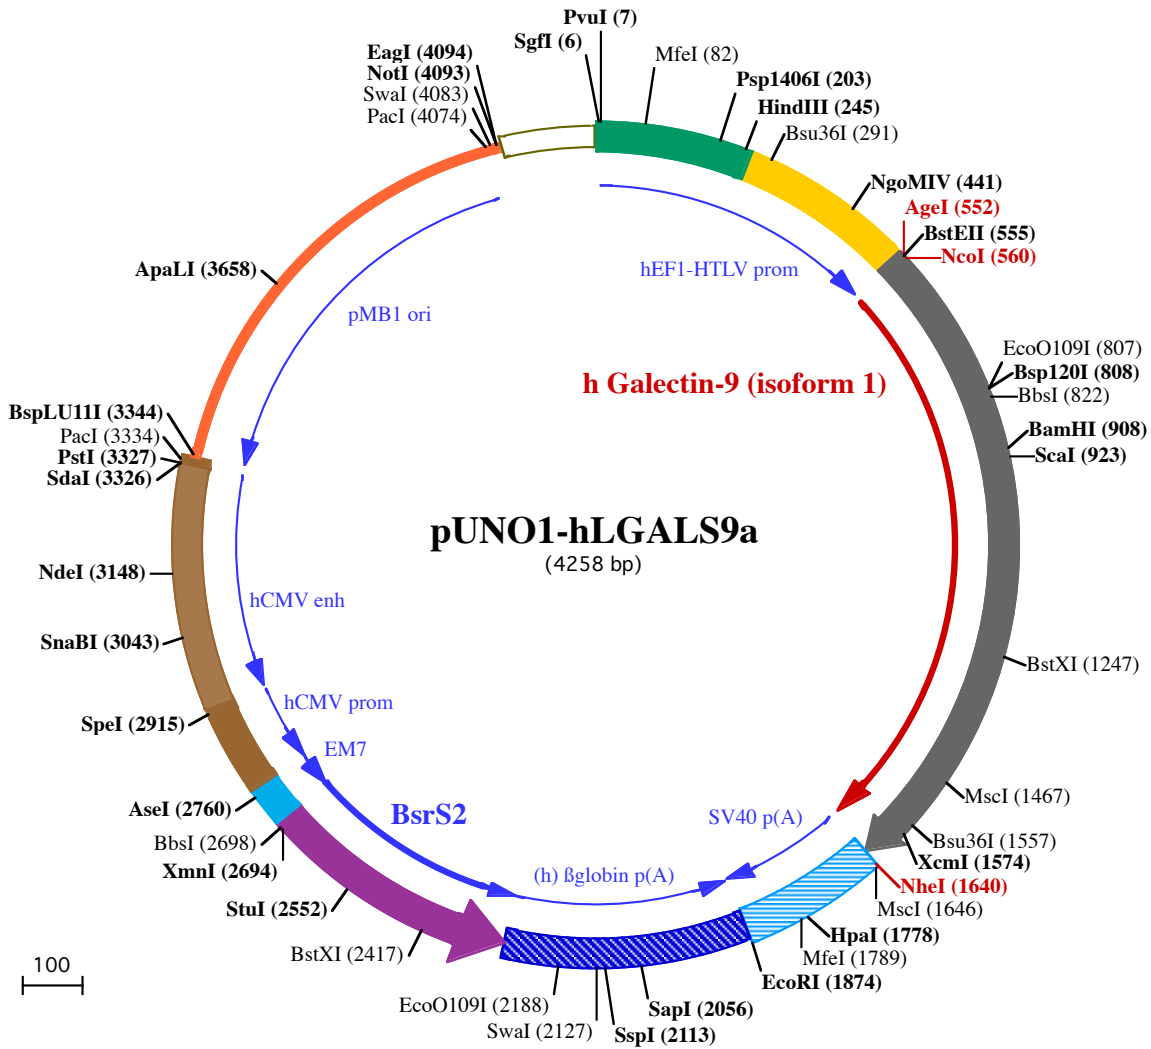 PvuI (7)
SgfI (6)
MfeI (82)
Psp1406I (203)
HindIII (245)
Bsu36I (291)
NgoMIV (441)
AgeI (552)
BstEII (555)
NcoI (560)
EcoO109I (807)
Bsp120I (808)
BbsI (822)
BamHI (908)
ScaI (923)
BstXI (1247)
MscI (1467)
Bsu36I (1557)
XcmI (1574)
NheI (1640)
MscI (1646)
HpaI (1778)
MfeI (1789)
EcoRI (1874)
SapI (2056)
SspI (2113)
SwaI (2127)
EcoO109I (2188)
BstXI (2417)
StuI (2552)
XmnI (2694)
BbsI (2698)
AseI (2760)
SpeI (2915)
SnaBI (3043)
NdeI (3148)
SdaI (3326)
PstI (3327)
PacI (3334)
BspLU11I (3344)
ApaLI (3658)
PacI (4074)
SwaI (4083)
NotI (4093)
EagI (4094)
hEF1-HTLV prom
pMB1 ori
h Galectin-9 (isoform 1)
pUNO1-hLGALS9a
(4258 bp)
hCMV enh
hCMV prom
EM7
BsrS2
(h) ßglobin p(A)
SV40 p(A)
100